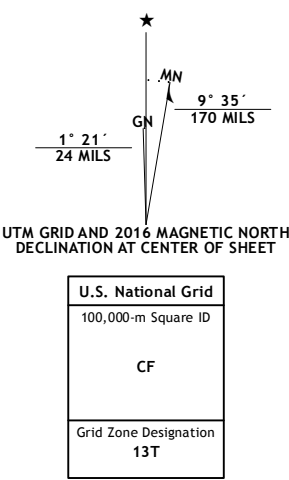 ★
MN
GN
9° 35´
170 MILS
1° 21´
24 MILS
UTM GRID AND 2016 MAGNETIC NORTH
DECLINATION AT CENTER OF SHEET
U.S. National Grid
100,000-m Square ID
CF
Grid Zone Designation
13T